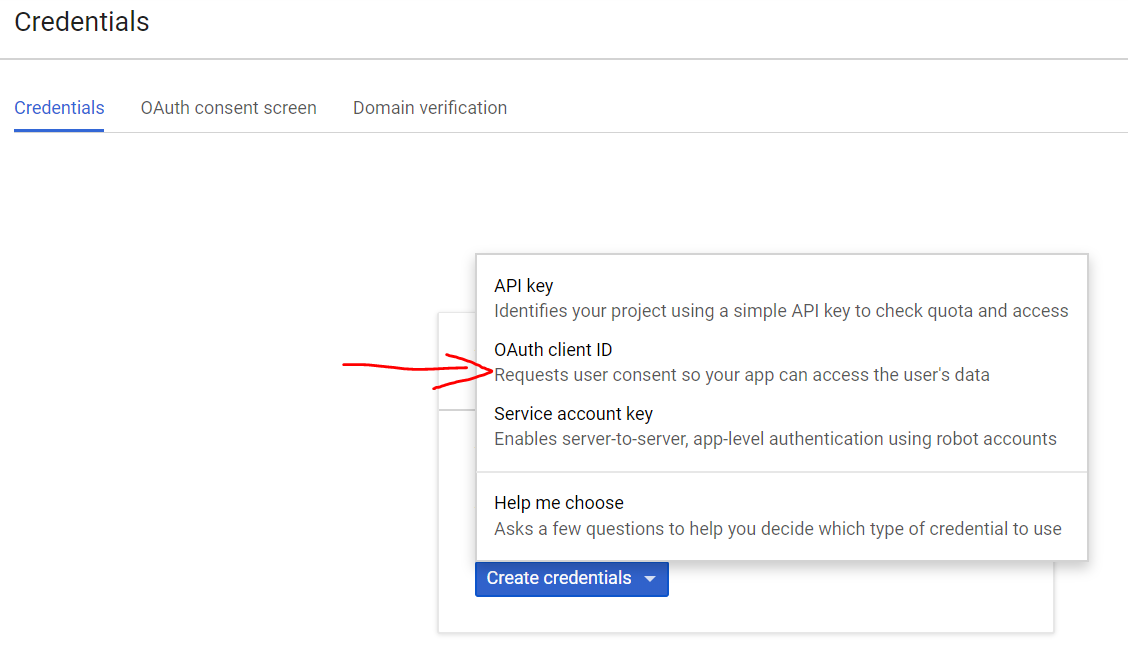 Credentials
Credentials
OAuth consent screen
Domain verification
API key
Identifies your project using a simple API key to check quota and access
OAuth client ID
Requests user consent so your app can access the user's data
Service account key
Enables server-to-server, app-level authentication using robot accounts
Help me choose
Asks a few questions to help you decide which type of credential to use
Create credentials